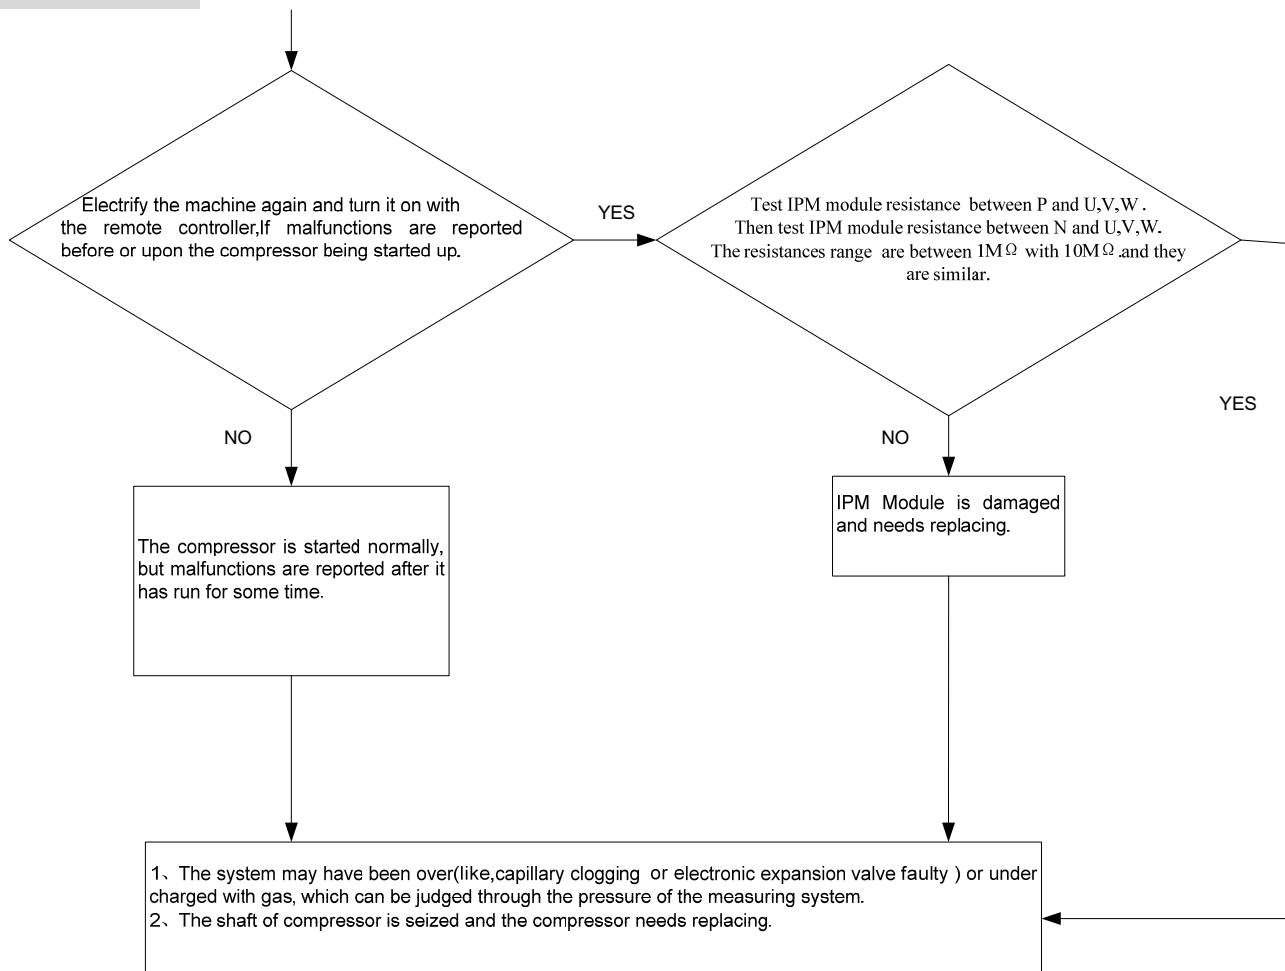 Electrify the machine again and turn it on with
the remote controller,If malfunctions are reported
before or upon the compressor being started up.
YES
Test IPM module resistance between P and U,V,W .
Then test IPM module resistance between N and U,V,W.
The resistances range are between 1MΩ with 10MΩ .and they
are similar.
YES
NO
NO
IPM Module is damaged
and needs replacing.
The compressor is started normally,
but malfunctions are reported after it
has run for some time.
1、The system may have been over(like,capillary clogging or electronic expansion valve faulty ) or under
charged with gas, which can be judged through the pressure of the measuring system.
2、The shaft of compressor is seized and the compressor needs replacing.